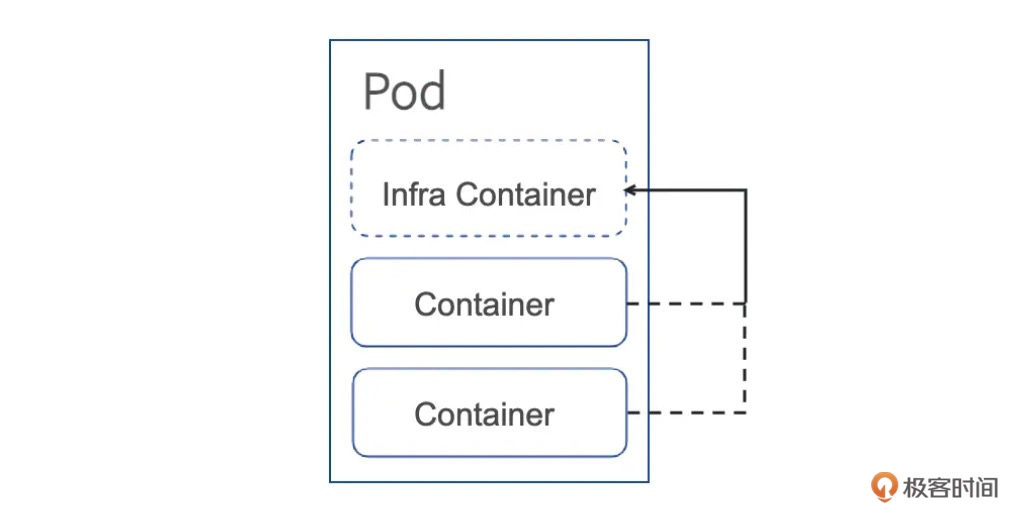 Pod
Infra Container
Container
Container
极客时间